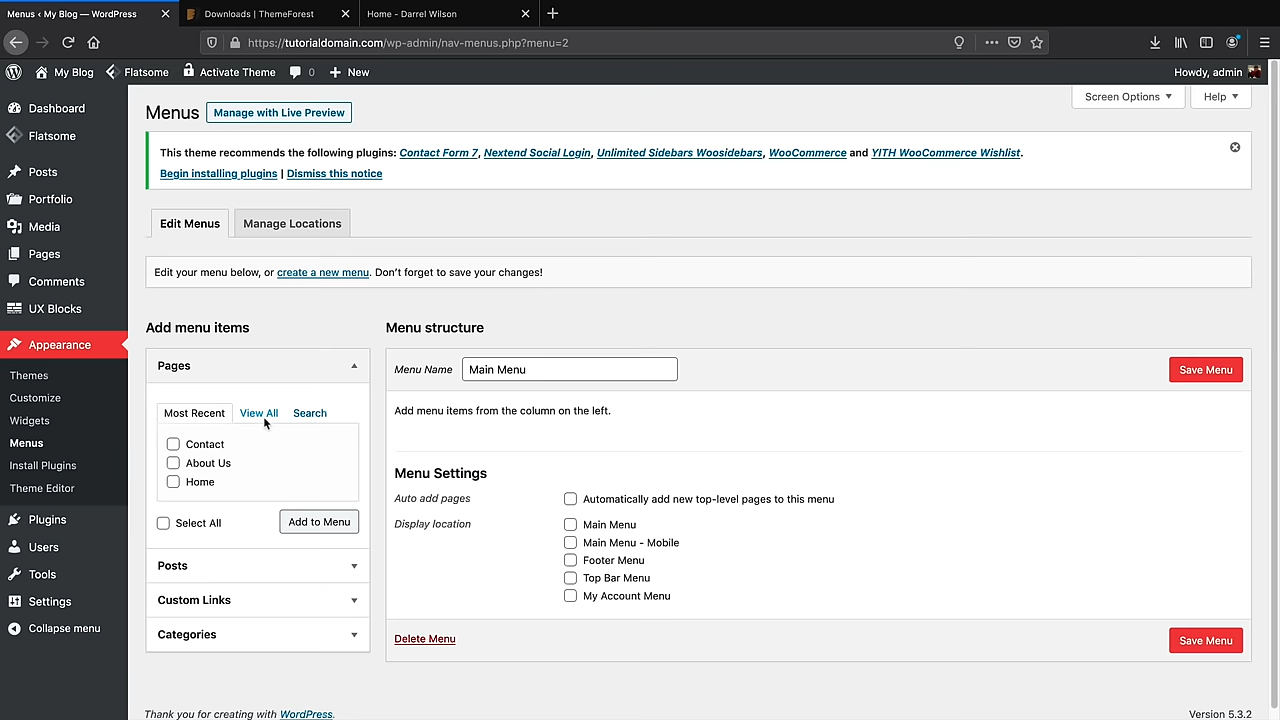 Menus ‹ My Blog — WordPress
Downloads | ThemeForest
Home - Darrel Wilson
https://tutorialdomain.com/wp-admin/nav-menus.php?menu=2
My Blog
Flatsome
Activate Theme
0
New
Howdy, admin
Dashboard
Flatsome
Posts
Portfolio
Media
Pages
Comments
UX Blocks
Appearance
Themes
Customize
Widgets
Menus
Install Plugins
Theme Editor
Plugins
Users
Tools
Settings
Collapse menu
Screen Options
Help
Menus
Manage with Live Preview
This theme recommends the following plugins: Contact Form 7, Nextend Social Login, Unlimited Sidebars Woosidebars, WooCommerce and YITH WooCommerce Wishlist.
Begin installing plugins | Dismiss this notice
Edit Menus
Manage Locations
Edit your menu below, or create a new menu. Don’t forget to save your changes!
Add menu items
Pages
Most Recent
View All
Search
Contact
About Us
Home
Select All
Add to Menu
Posts
Custom Links
Categories
Menu structure
Menu Name
Main Menu
Save Menu
Add menu items from the column on the left.
Menu Settings
Auto add pages
Automatically add new top-level pages to this menu
Display location
Main Menu
Main Menu - Mobile
Footer Menu
Top Bar Menu
My Account Menu
Delete Menu
Save Menu
Thank you for creating with WordPress.
Version 5.3.2